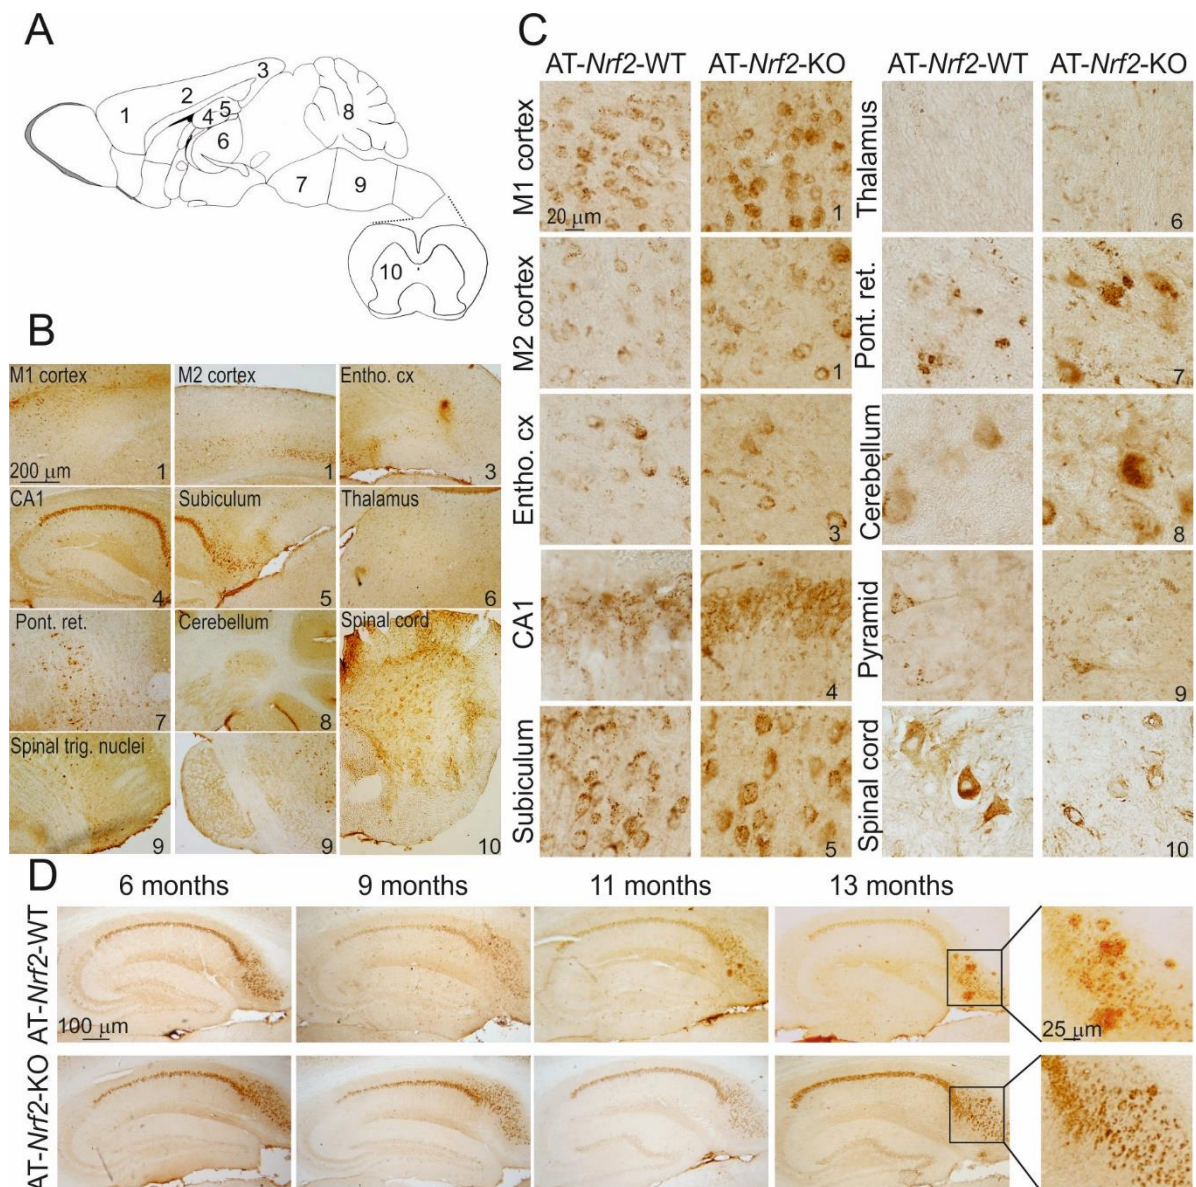 A
1
2
3
4
5
6
7
8
9
10
B
M1 cortex
200 μm
1
M2 cortex
1
Entho. cx
3
CA1
4
Subiculum
5
Thalamus
6
Pont. ret.
7
Cerebellum
8
Spinal cord
10
Spinal trig. nuclei
9
9
C
AT-Nrf2-WT
AT-Nrf2-KO
AT-Nrf2-WT
AT-Nrf2-KO
M1 cortex
20 μm
1
M2 cortex
1
Entho. cx
3
CA1
4
Subiculum
5
Thalamus
6
Pont. ret.
7
Cerebellum
8
Pyramid
9
Spinal cord
10
D
6 months
9 months
11 months
13 months
AT-Nrf2-WT
100 μm
25 μm
AT-Nrf2-KO